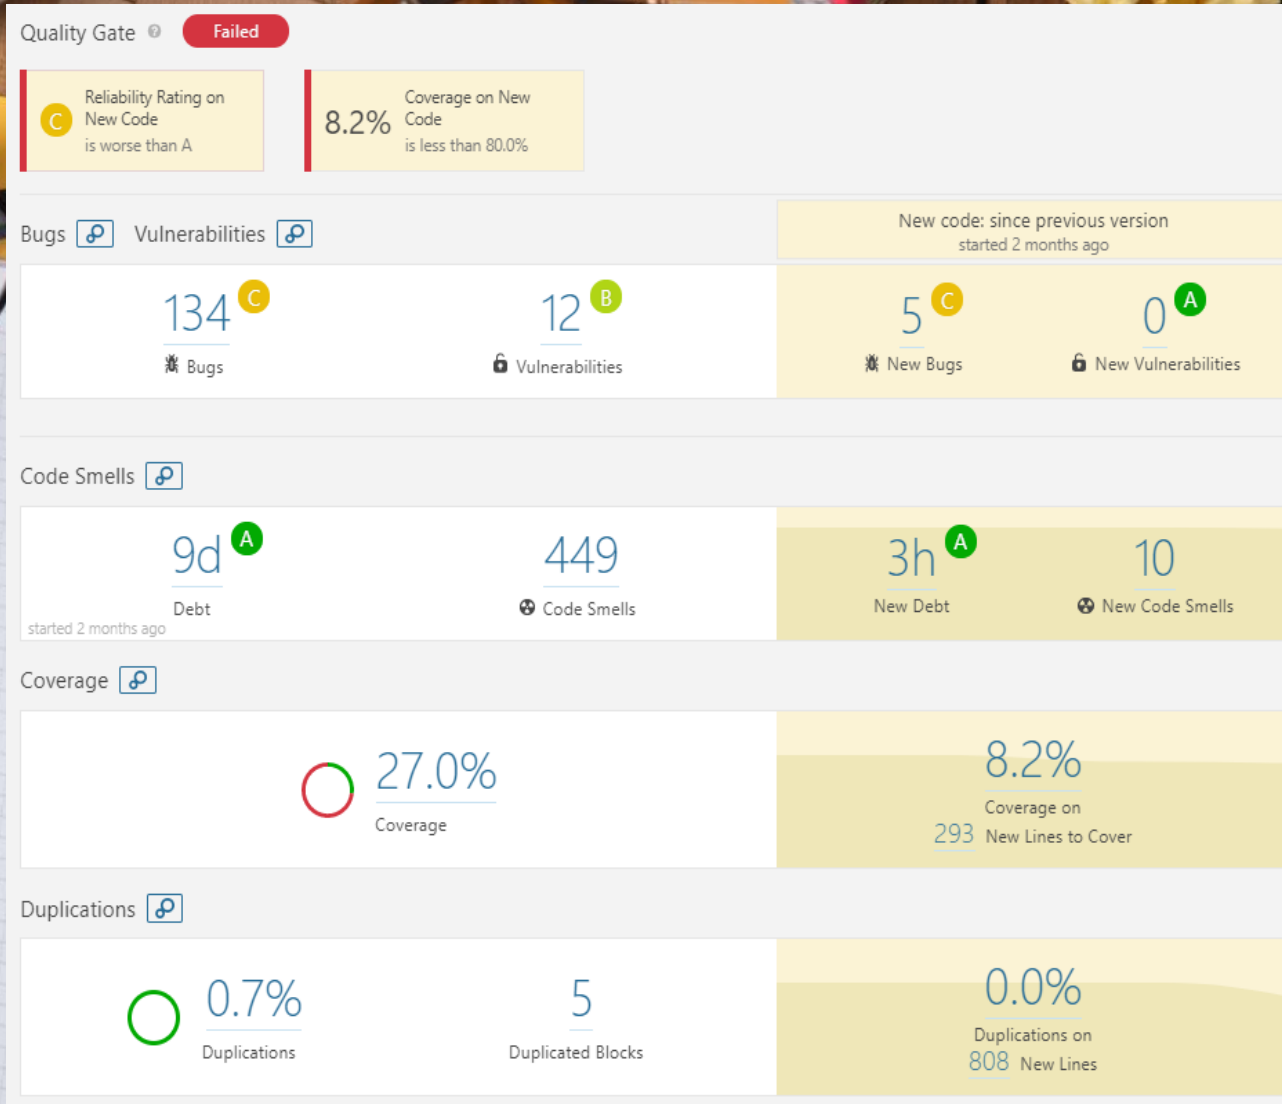 Quality Gate ? Failed
C Reliability Rating on
New Code
is worse than A
8.2% Coverage on New
Code
is less than 80.0%
Bugs Vulnerabilities
New code: since previous version
started 2 months ago
134 C
Bugs
12 B
Vulnerabilities
5 C
New Bugs
0 A
New Vulnerabilities
Code Smells
9d A
Debt
449
Code Smells
started 2 months ago
3h A
New Debt
10
New Code Smells
Coverage
27.0%
Coverage
8.2%
Coverage on
293 New Lines to Cover
Duplications
0.7%
Duplications
5
Duplicated Blocks
0.0%
Duplications on
808 New Lines